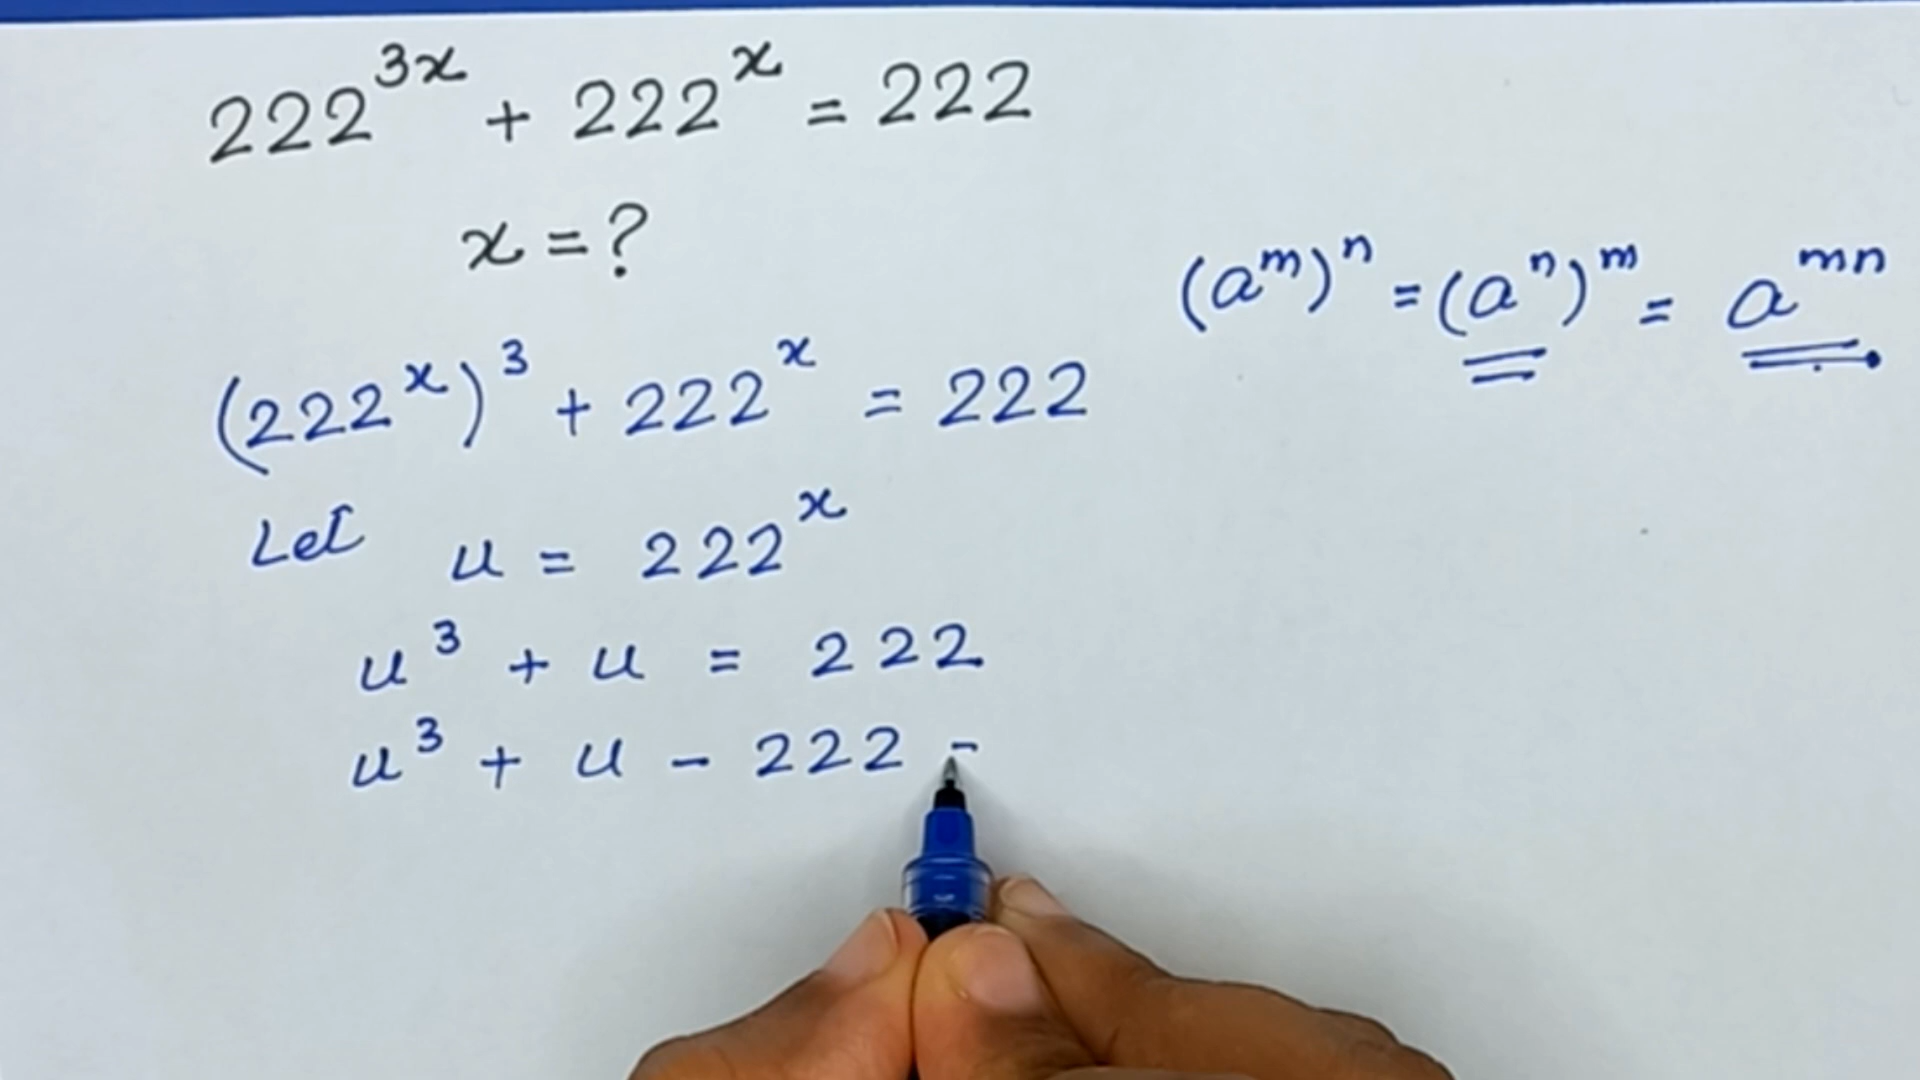 222^{3x} + 222^{x} = 222
x = ?
(a^{m})^{n} = (a^{n})^{m} = a^{mn}
(222^{x})^{3} + 222^{x} = 222
Let u = 222^{x}
u^{3} + u = 222
u^{3} + u - 222 -